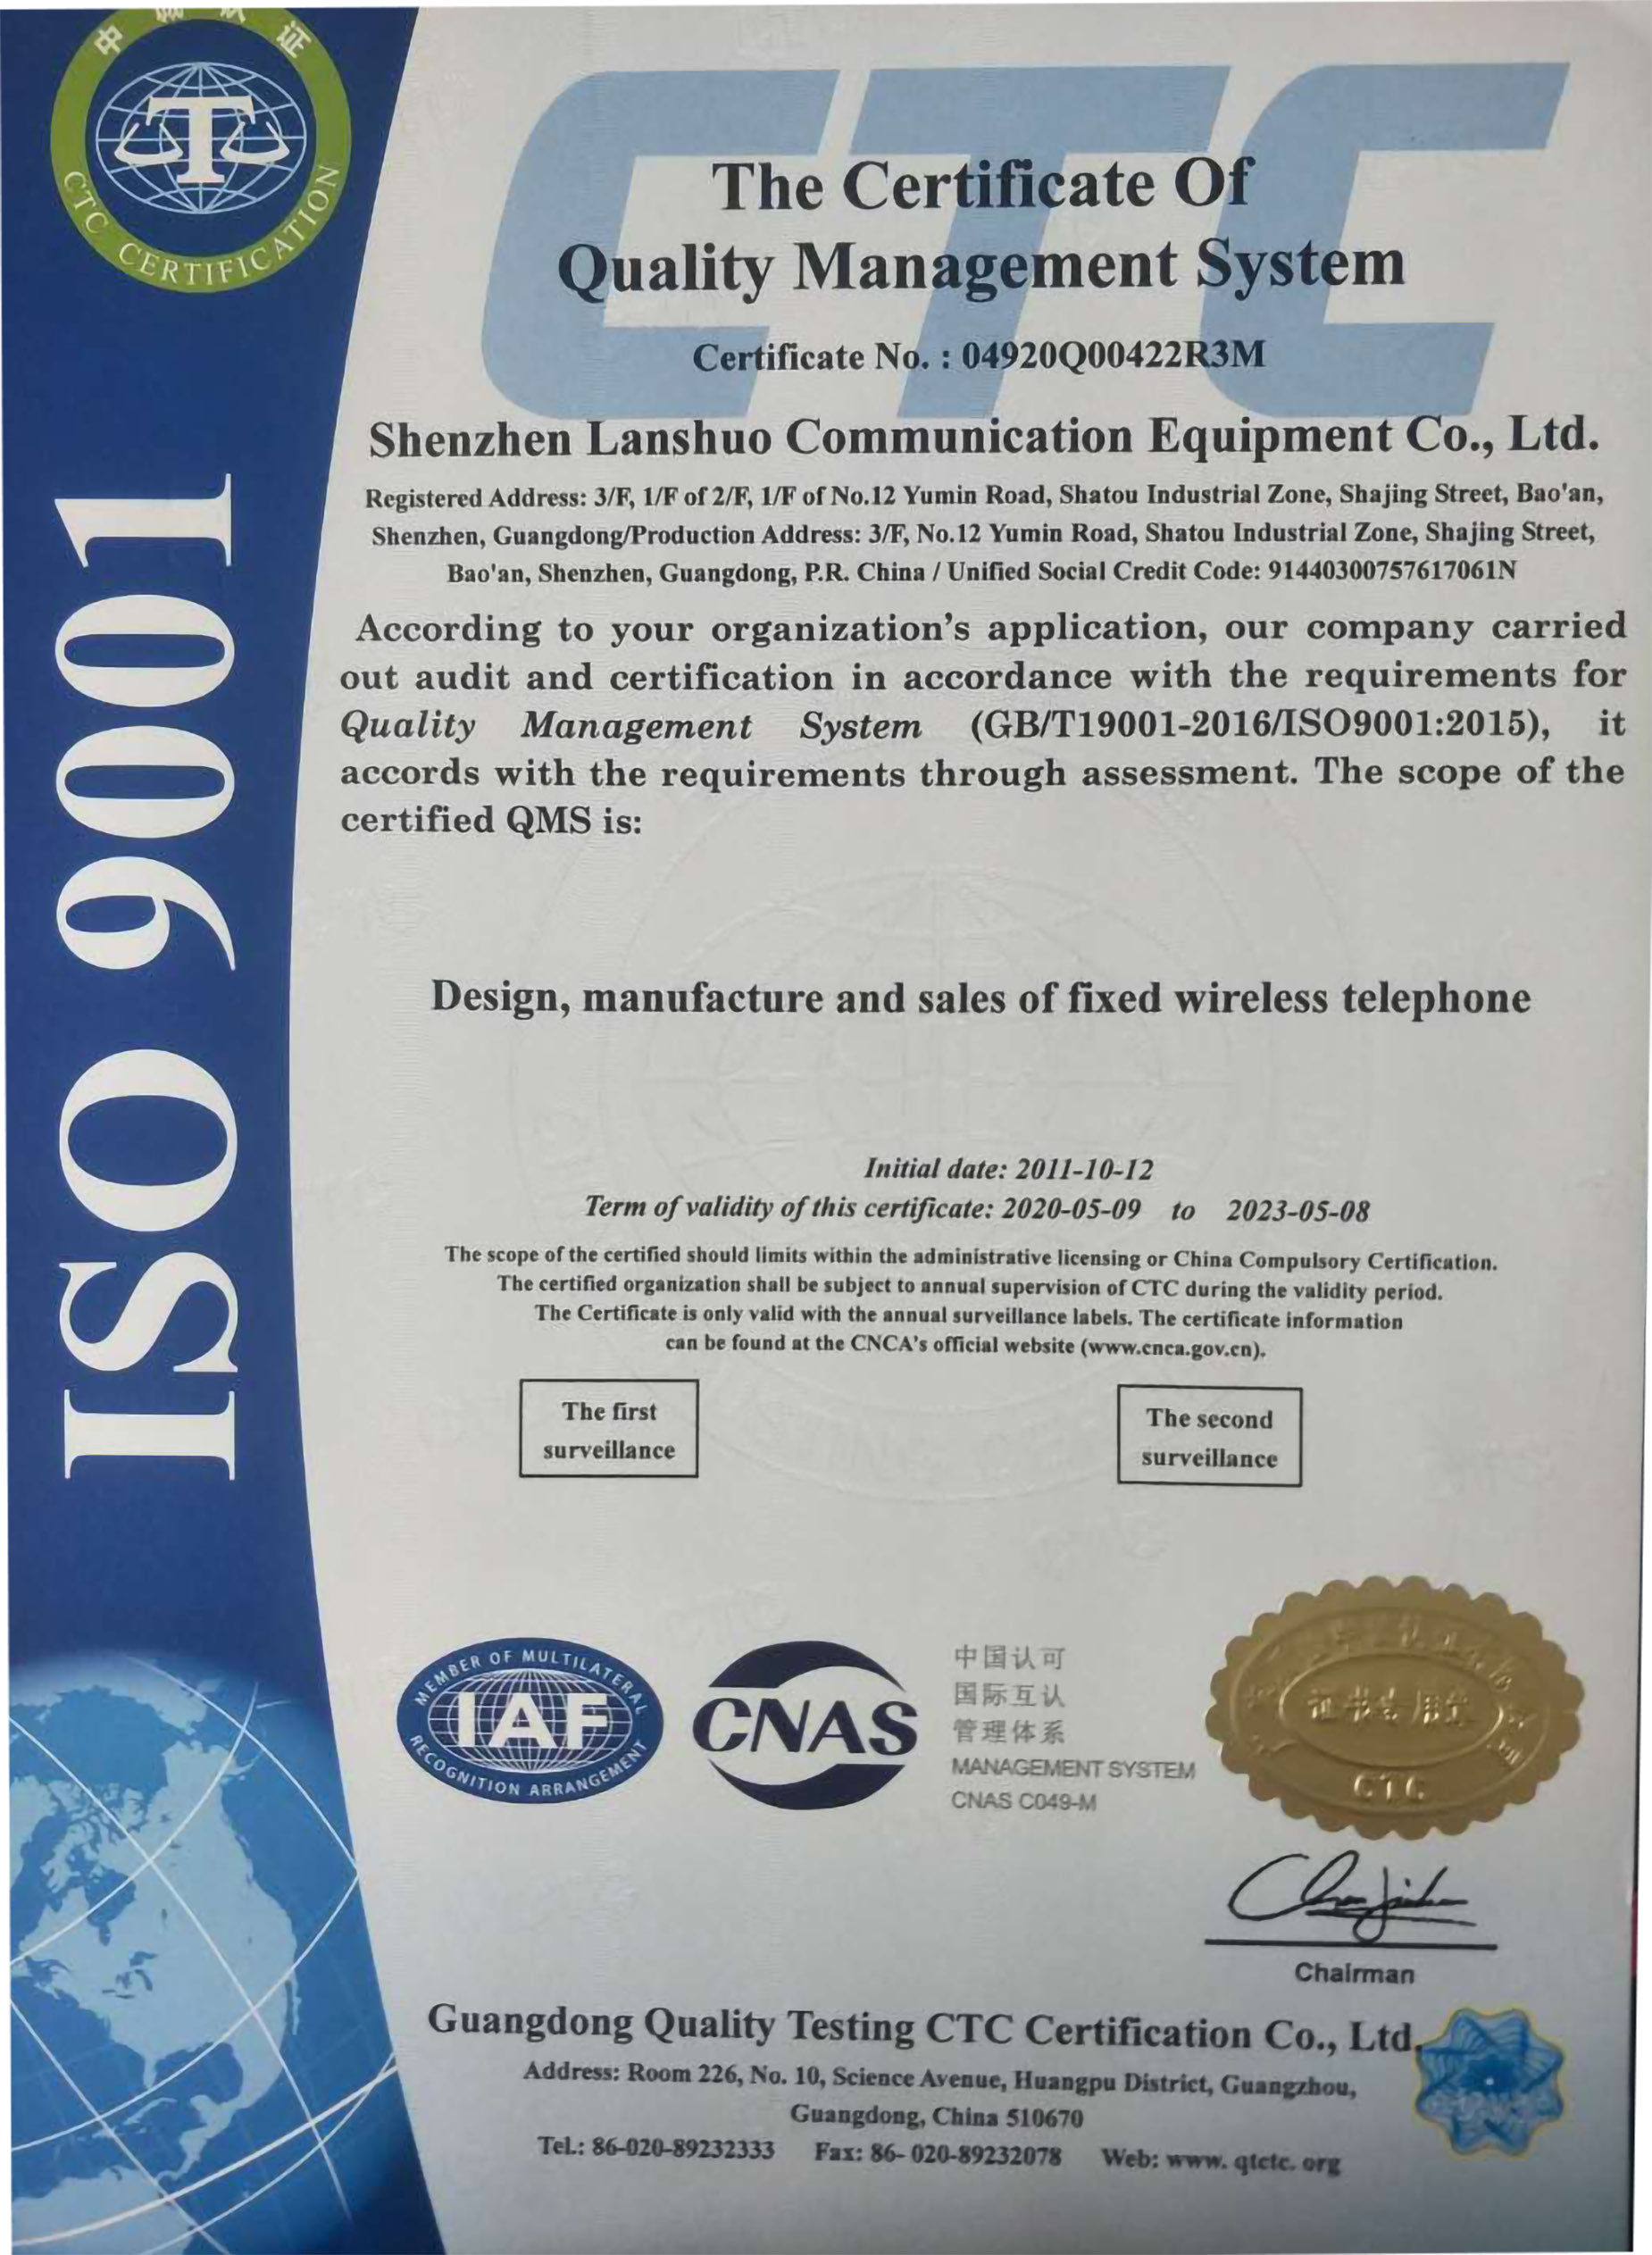 中 证
CTC CERTIFICATION
T
CTC
ISO 9001
The Certificate Of
Quality Management System
Certificate No. : 04920Q00422R3M
Shenzhen Lanshuo Communication Equipment Co., Ltd.
Registered Address: 3/F, 1/F of 2/F, 1/F of No.12 Yumin Road, Shatou Industrial Zone, Shajing Street, Bao'an,
Shenzhen, Guangdong/Production Address: 3/F, No.12 Yumin Road, Shatou Industrial Zone, Shajing Street,
Bao'an, Shenzhen, Guangdong, P.R. China / Unified Social Credit Code: 91440300757617061N
According to your organization's application, our company carried
out audit and certification in accordance with the requirements for
Quality Management System (GB/T19001-2016/ISO9001:2015), it
accords with the requirements through assessment. The scope of the
certified QMS is:
Design, manufacture and sales of fixed wireless telephone
Initial date: 2011-10-12
Term of validity of this certificate: 2020-05-09 to 2023-05-08
The scope of the certified should limits within the administrative licensing or China Compulsory Certification.
The certified organization shall be subject to annual supervision of CTC during the validity period.
The Certificate is only valid with the annual surveillance labels. The certificate information
can be found at the CNCA's official website (www.cnca.gov.cn).
The first
surveillance
The second
surveillance
MEMBER OF MULTILATERAL
IAF
RECOGNITION ARRANGEMENT
CNAS
中国认可
国际互认
管理体系
MANAGEMENT SYSTEM
CNAS C049-M
证书专用章
CTC
Chairman
Guangdong Quality Testing CTC Certification Co., Ltd.
Address: Room 226, No. 10, Science Avenue, Huangpu District, Guangzhou,
Guangdong, China 510670
Tel.: 86-020-89232333 Fax: 86- 020-89232078 Web: www. qtctc. org